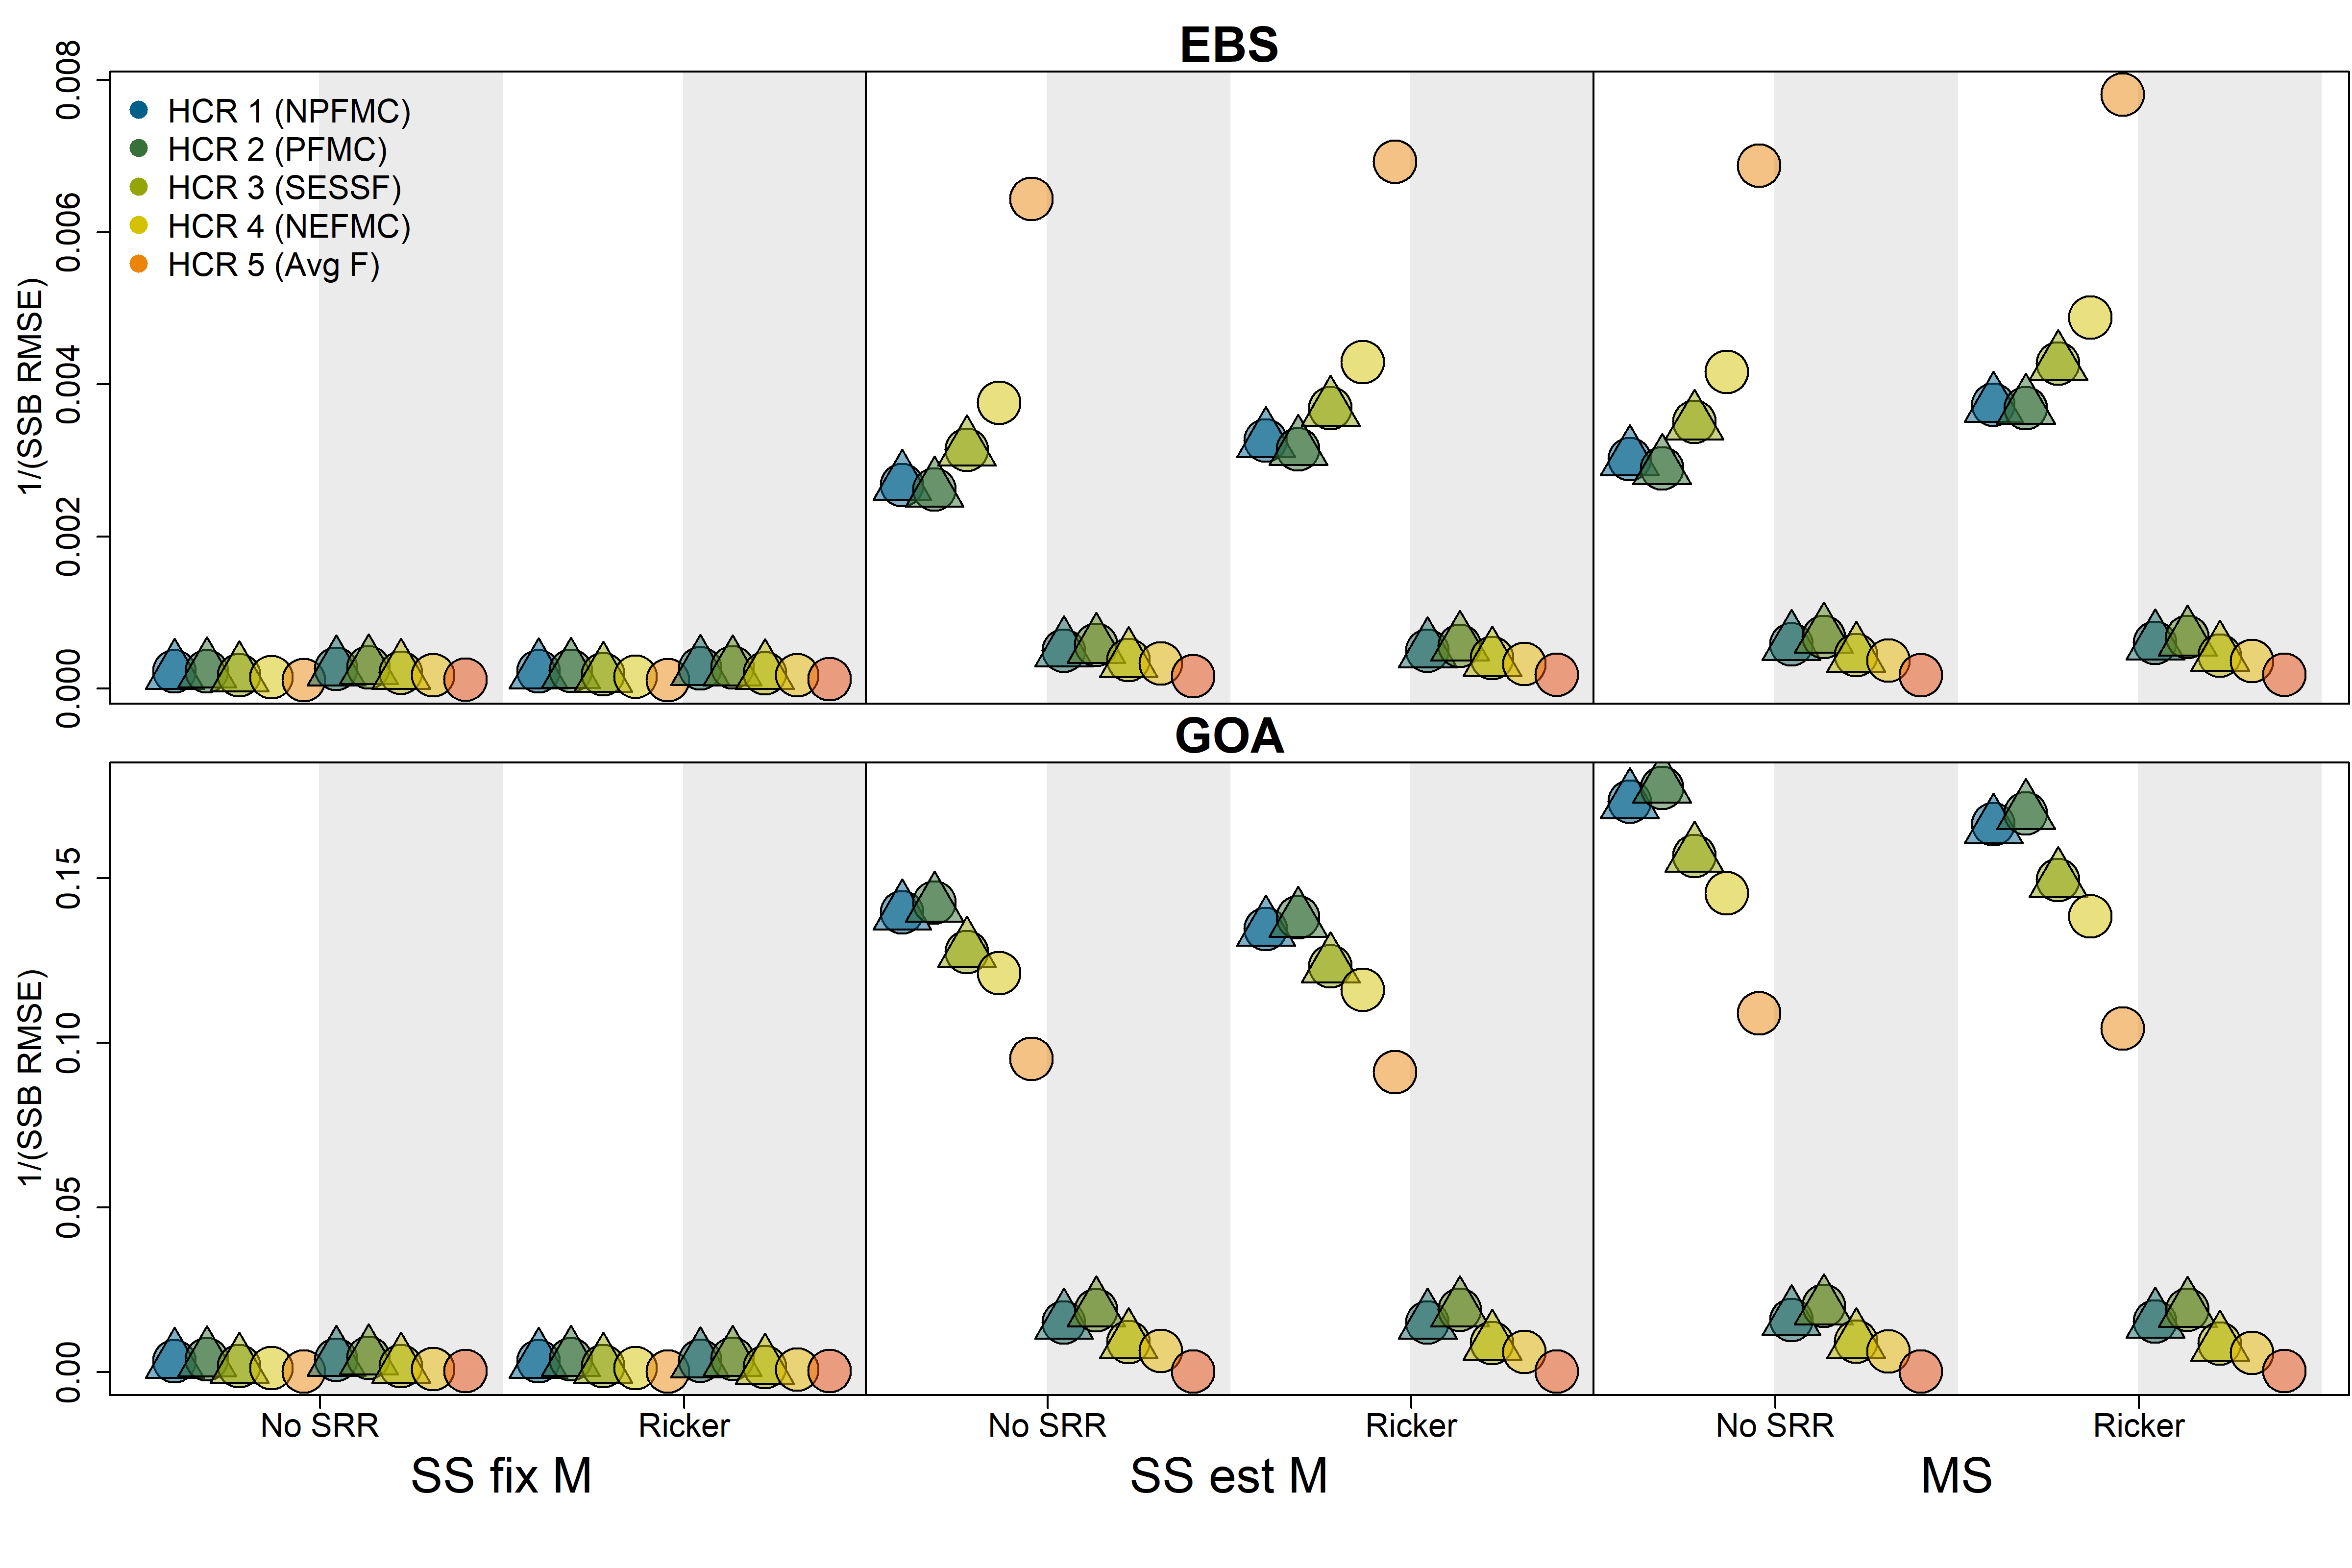 EBS
0.008
0.006
0.004
0.002
0.000
1/(SSB RMSE)
HCR 1 (NPFMC)
HCR 2 (PFMC)
HCR 3 (SESSF)
HCR 4 (NEFMC)
HCR 5 (Avg F)
GOA
0.15
0.10
0.05
0.00
1/(SSB RMSE)
No SRR Ricker No SRR Ricker No SRR Ricker
SS fix M SS est M MS